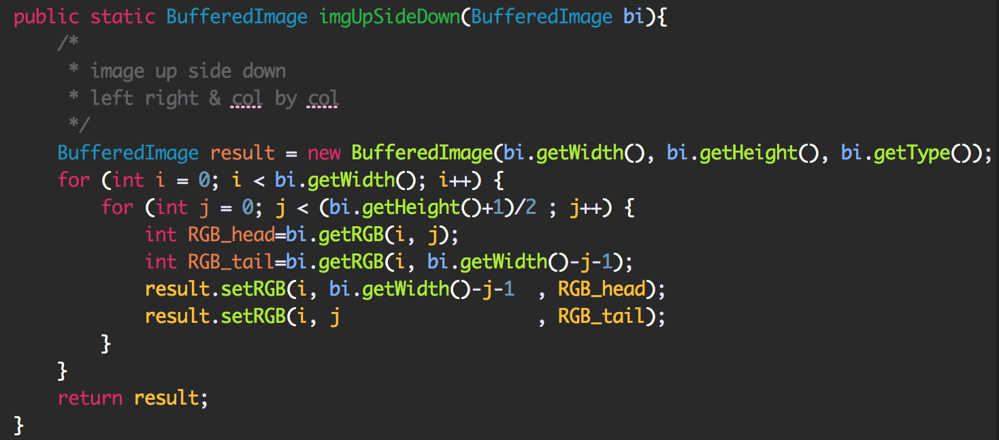 public static BufferedImage imgUpSideDown(BufferedImage bi){
    /*
     * image up side down
     * left right & col by col
     */
    BufferedImage result = new BufferedImage(bi.getWidth(), bi.getHeight(), bi.getType());
    for (int i = 0; i < bi.getWidth(); i++) {
        for (int j = 0; j < (bi.getHeight()+1)/2 ; j++) {
            int RGB_head=bi.getRGB(i, j);
            int RGB_tail=bi.getRGB(i, bi.getWidth()-j-1);
            result.setRGB(i, bi.getWidth()-j-1  , RGB_head);
            result.setRGB(i, j                  , RGB_tail);
        }
    }
    return result;
}